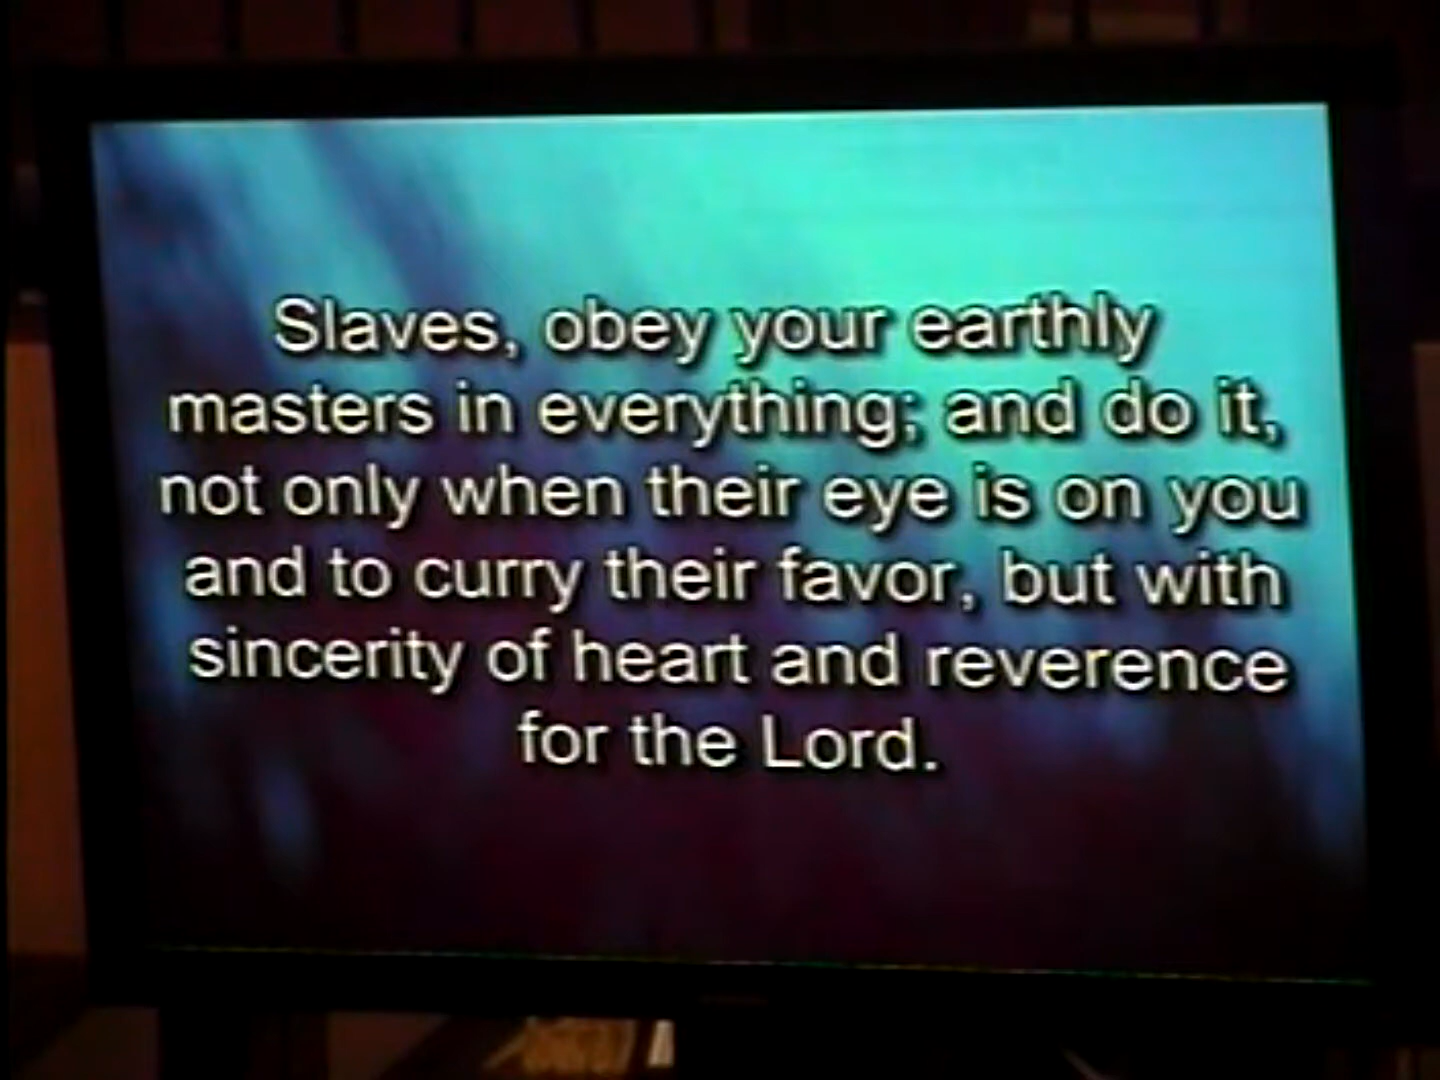 Slaves, obey your earthly
masters in everything; and do it,
not only when their eye is on you
and to curry their favor, but with
sincerity of heart and reverence
for the Lord.